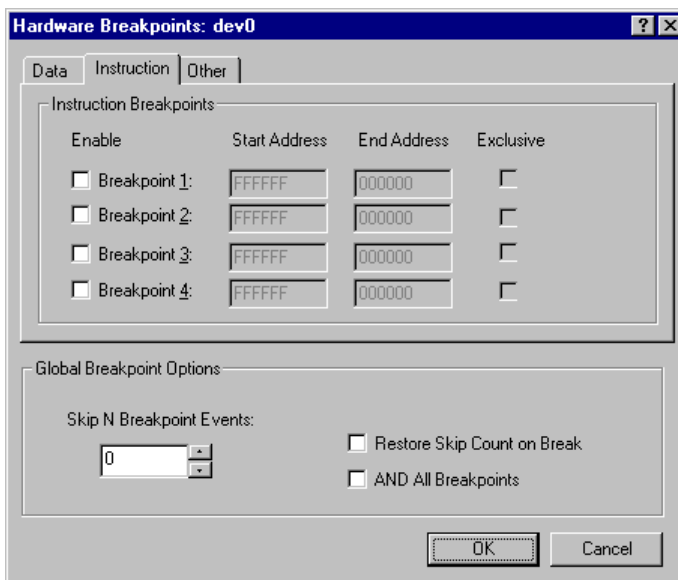 Hardware Breakpoints: dev0
Data Instruction Other
Instruction Breakpoints
Enable Start Address End Address Exclusive
Breakpoint 1: FFFFFF 000000
Breakpoint 2: FFFFFF 000000
Breakpoint 3: FFFFFF 000000
Breakpoint 4: FFFFFF 000000
Global Breakpoint Options
Skip N Breakpoint Events:
0 Restore Skip Count on Break
AND All Breakpoints
OK Cancel